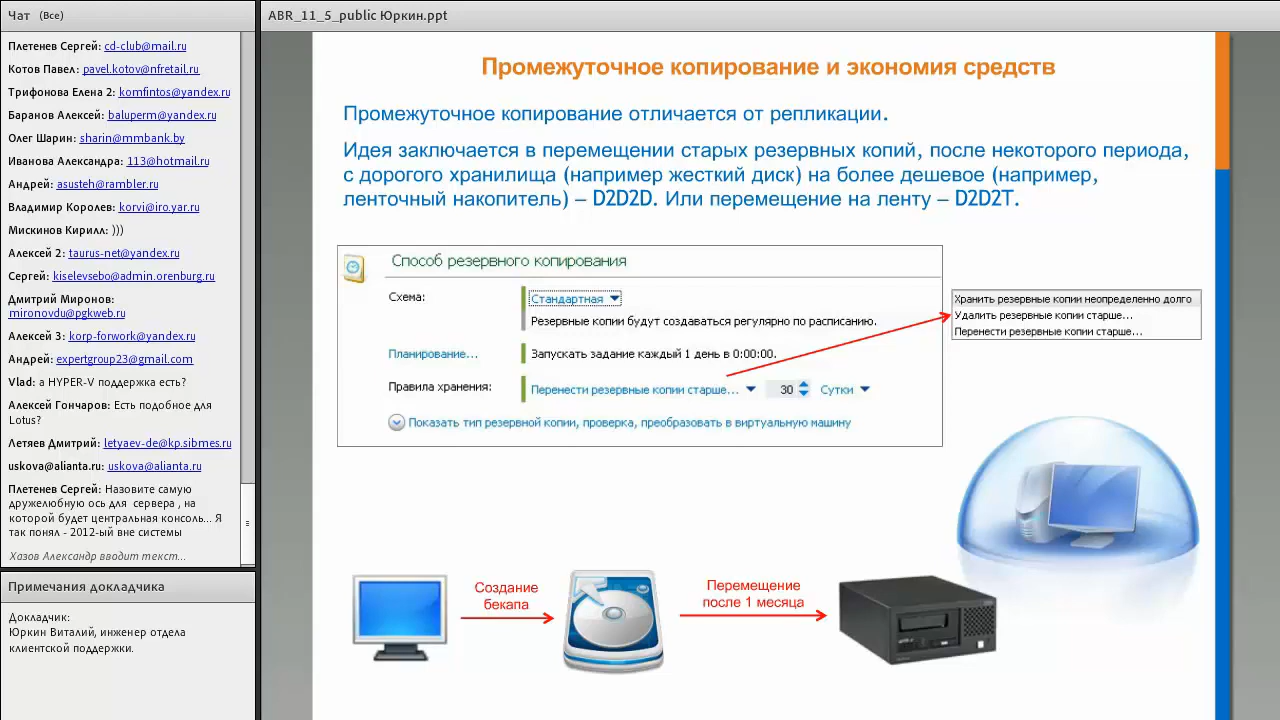 Чат (Все)
Плетенев Сергей: cd-club@mail.ru
Котов Павел: pavel.kotov@nfretail.ru
Трифонова Елена 2: komfintos@yandex.ru
Баранов Алексей: baluperm@yandex.ru
Олег Шарин: sharin@mmbank.by
Иванова Александра: 113@hotmail.ru
Андрей: asusteh@rambler.ru
Владимир Королев: korvi@iro.yar.ru
Мискинов Кирилл: )))
Алексей 2: taurus-net@yandex.ru
Сергей: kiselevsebo@admin.orenburg.ru
Дмитрий Миронов:
mironovdu@pgkweb.ru
Алексей 3: korp-forwork@yandex.ru
Андрей: expertgroup23@gmail.com
Vlad: а HYPER-V поддержка есть?
Алексей Гончаров: Есть подобное для
Lotus?
Летяев Дмитрий: letyaev-de@kp.sibmes.ru
uskova@alianta.ru: uskova@alianta.ru
Плетенев Сергей: Назовите самую
дружелюбную ось для сервера , на
которой будет центральная консоль... Я
так понял - 2012-ый вне системы
Хазов Александр вводит текст...
Примечания докладчика
Докладчик:
Юркин Виталий, инженер отдела
клиентской поддержки.
ABR_11_5_public Юркин.ppt
Промежуточное копирование и экономия средств
Промежуточное копирование отличается от репликации.
Идея заключается в перемещении старых резервных копий, после некоторого периода,
с дорогого хранилища (например жесткий диск) на более дешевое (например,
ленточный накопитель) – D2D2D. Или перемещение на ленту – D2D2T.
Способ резервного копирования
Схема:
Стандартная
Резервные копии будут создаваться регулярно по расписанию.
Планирование...
Запускать задание каждый 1 день в 0:00:00.
Правила хранения:
Перенести резервные копии старше... 30 Сутки
Показать тип резервной копии, проверка, преобразовать в виртуальную машину
Хранить резервные копии неопределенно долго
Удалить резервные копии старше...
Перенести резервные копии старше...
Создание
бекапа
Перемещение
после 1 месяца